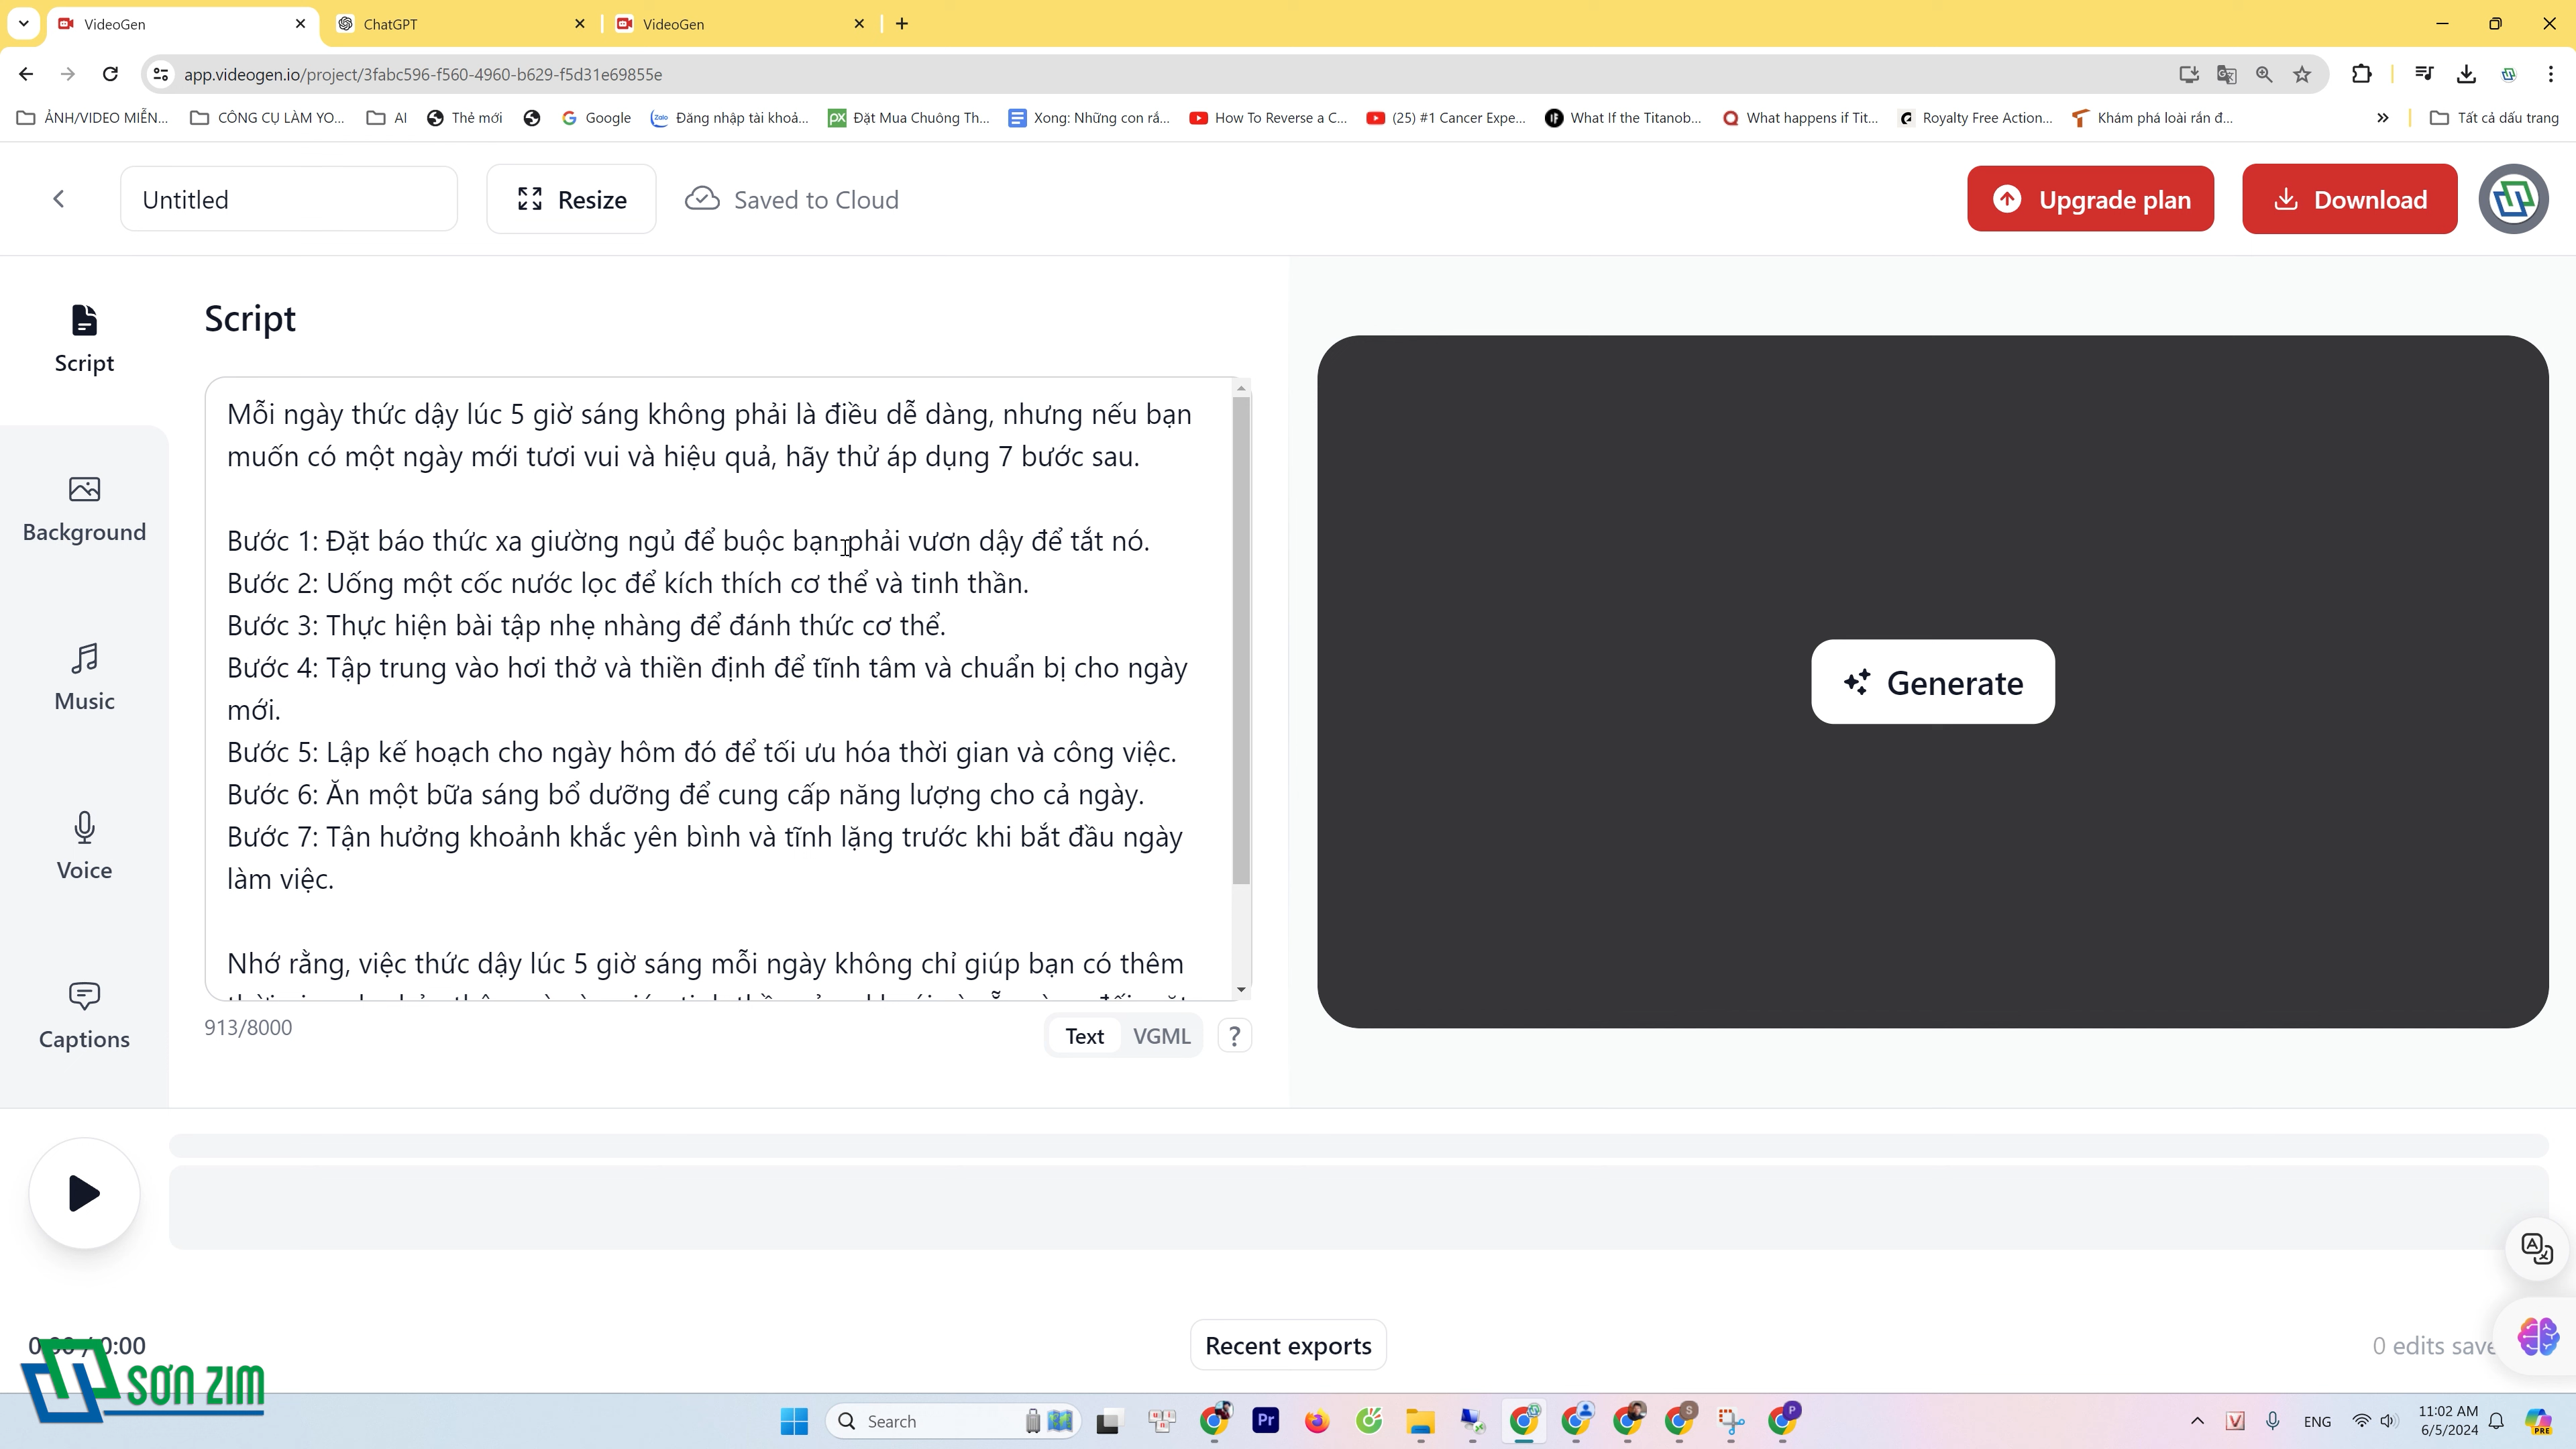 VideoGen
ChatGPT
VideoGen
app.videogen.io/project/3fabc596-f560-4960-b629-f5d31e69855e
ẢNH/VIDEO MIỄN...
CÔNG CỤ LÀM YO...
AI
Thẻ mới
Google
Zalo
Đăng nhập tài khoả...
px
Đặt Mua Chuông Th...
Xong: Những con rắ...
How To Reverse a C...
(25) #1 Cancer Expe...
What If the Titanob...
What happens if Tit...
Royalty Free Action...
Khám phá loài rắn đ...
Tất cả dấu trang
Untitled
Resize
Saved to Cloud
Upgrade plan
Download
Script
Background
Music
Voice
Captions
Script
Mỗi ngày thức dậy lúc 5 giờ sáng không phải là điều dễ dàng, nhưng nếu bạn
muốn có một ngày mới tươi vui và hiệu quả, hãy thử áp dụng 7 bước sau.
Bước 1: Đặt báo thức xa giường ngủ để buộc bạn phải vươn dậy để tắt nó.
Bước 2: Uống một cốc nước lọc để kích thích cơ thể và tinh thần.
Bước 3: Thực hiện bài tập nhẹ nhàng để đánh thức cơ thể.
Bước 4: Tập trung vào hơi thở và thiền định để tĩnh tâm và chuẩn bị cho ngày
mới.
Bước 5: Lập kế hoạch cho ngày hôm đó để tối ưu hóa thời gian và công việc.
Bước 6: Ăn một bữa sáng bổ dưỡng để cung cấp năng lượng cho cả ngày.
Bước 7: Tận hưởng khoảnh khắc yên bình và tĩnh lặng trước khi bắt đầu ngày
làm việc.
Nhớ rằng, việc thức dậy lúc 5 giờ sáng mỗi ngày không chỉ giúp bạn có thêm
913/8000
Text
VGML
?
Generate
0:00 / 0:00
Recent exports
0 edits save
SƠN ZIM
Search
Pr
S
P
V
ENG
11:02 AM
6/5/2024
PRE